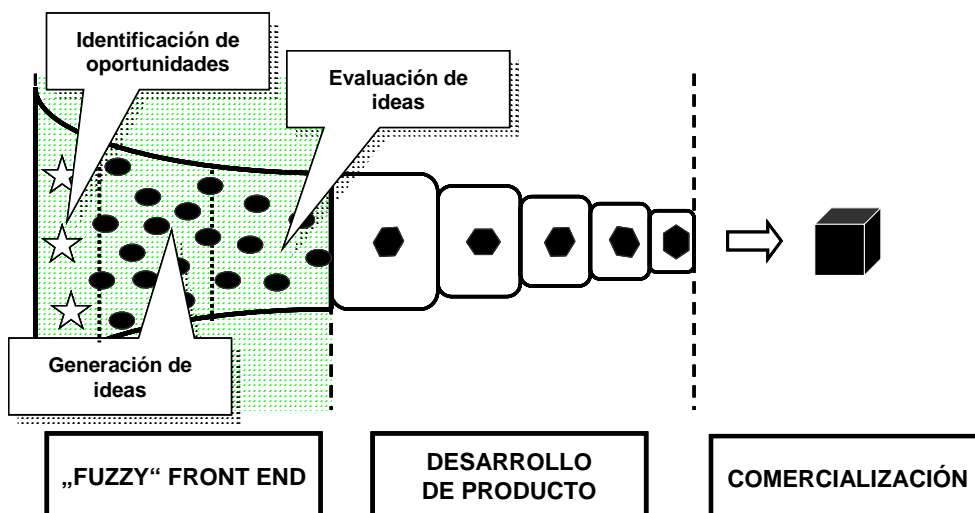 Identificación de
oportunidades
Evaluación de
ideas
Generación de
ideas
„FUZZY“ FRONT END
DESARROLLO
DE PRODUCTO
COMERCIALIZACIÓN